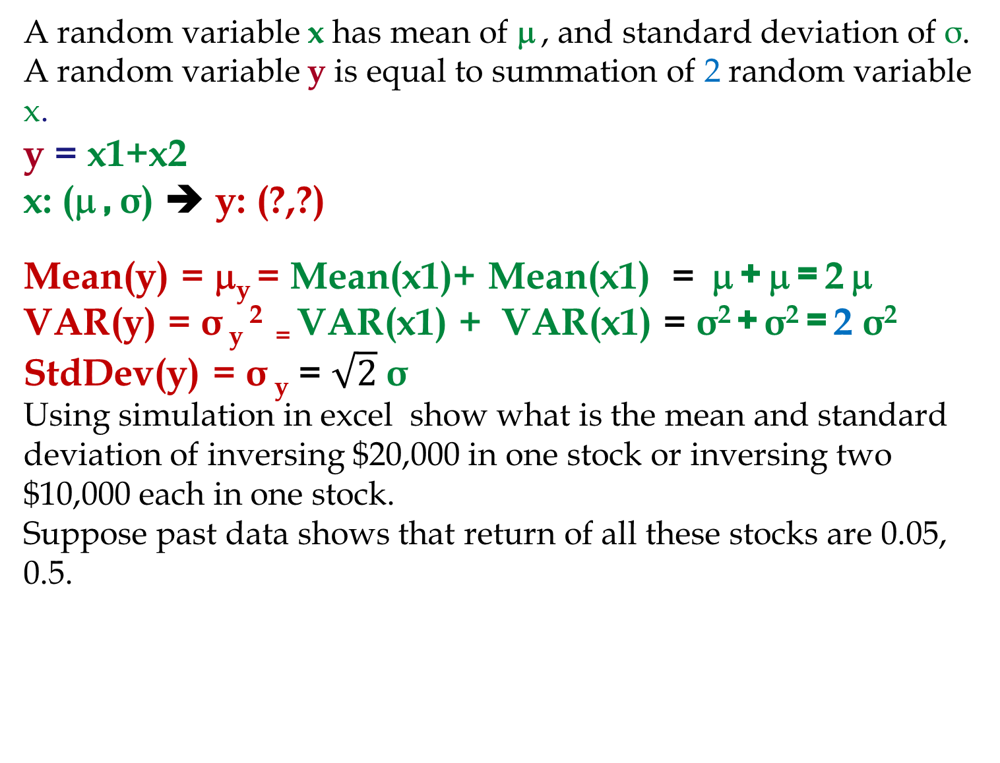 A random variable x has mean of μ , and standard deviation of σ.
A random variable y is equal to summation of 2 random variable
x.
y = x1+x2
x: (μ , σ) ➔ y: (?,?)
Mean(y) = μy = Mean(x1)+ Mean(x1) = μ + μ = 2 μ
VAR(y) = σ y ² = VAR(x1) + VAR(x1) = σ² + σ² = 2 σ²
StdDev(y) = σ y = √2 σ
Using simulation in excel show what is the mean and standard
deviation of inversing $20,000 in one stock or inversing two
$10,000 each in one stock.
Suppose past data shows that return of all these stocks are 0.05,
0.5.